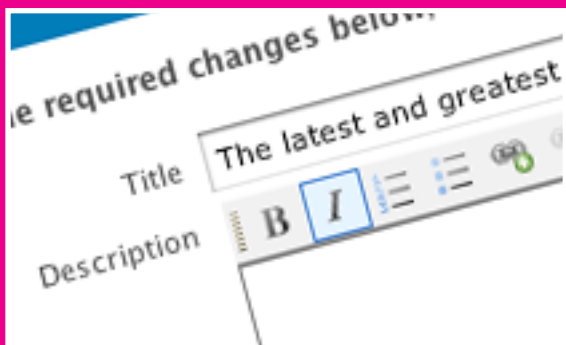 e required changes below,
Title
The latest and greatest
Description
B I